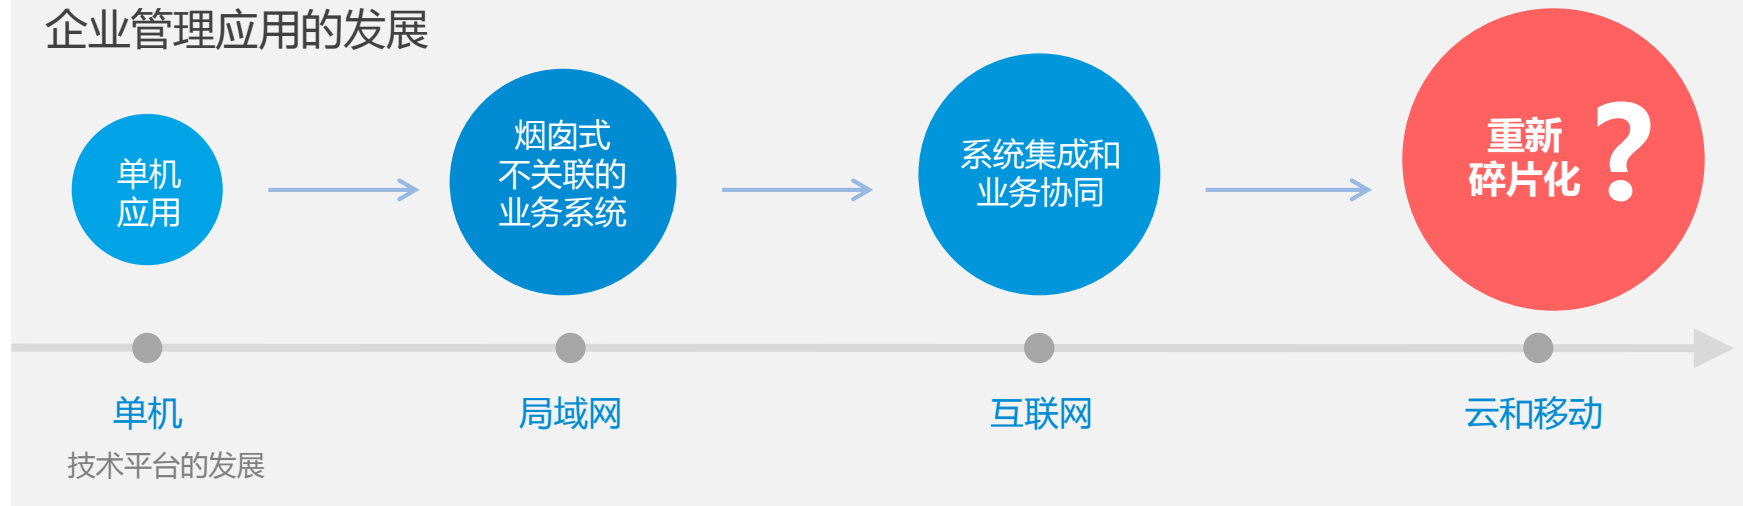 企业管理应用的发展
单机
应用
烟囱式
不关联的
业务系统
系统集成和
业务协同
重新
碎片化
?
单机
局域网
互联网
云和移动
技术平台的发展